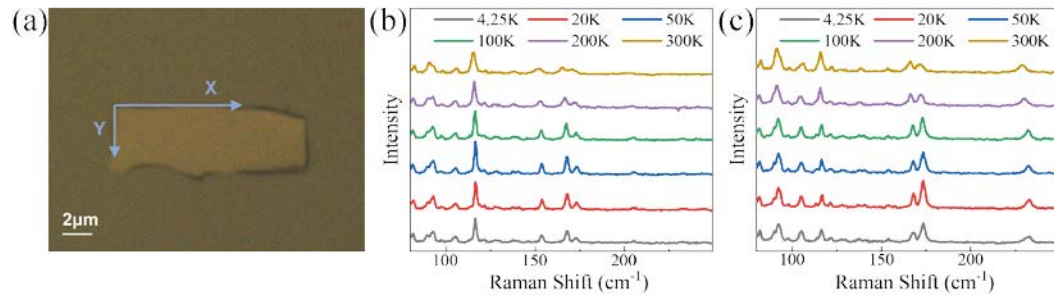 (a)
X
Y
2μm
(b)
4,25K 20K 50K
100K 200K 300K
Intensity
100 150 200
Raman Shift (cm-1)
(c)
4,25K 20K 50K
100K 200K 300K
Intensity
100 150 200 250
Raman Shift (cm-1)